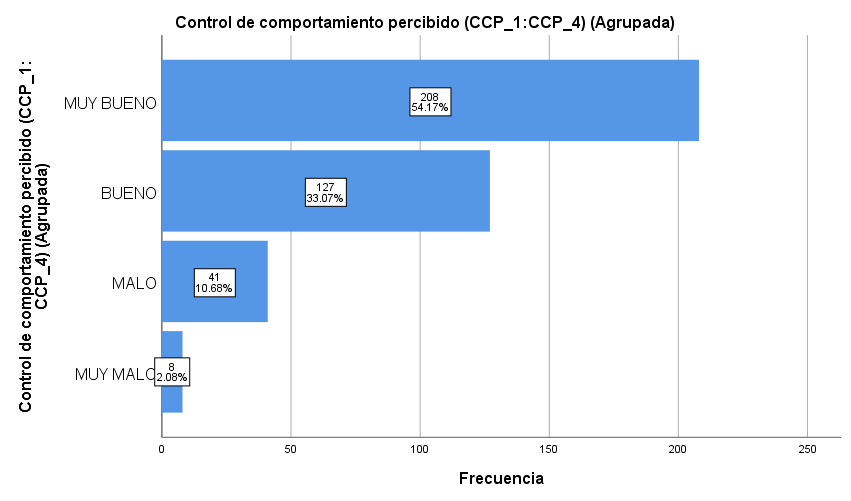 Control de comportamiento percibido (CCP_1:CCP_4) (Agrupada)
Control de comportamiento percibido (CCP_1:
CCP_4) (Agrupada)
MUY BUENO
208
54.17%
BUENO
127
33.07%
MALO
41
10.68%
MUY MALO
8
2.08%
0 50 100 150 200 250
Frecuencia